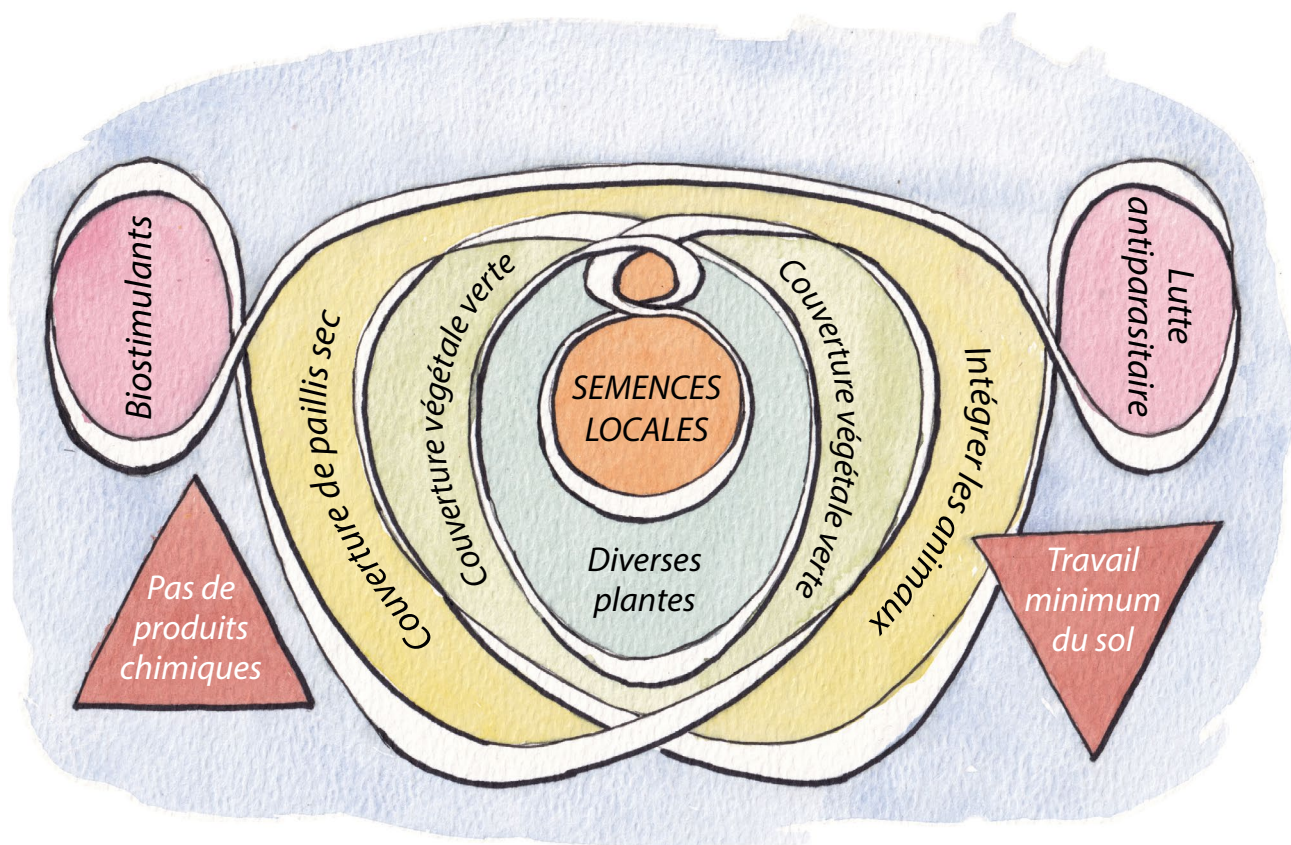 Biostimulants
Couverture de paillis sec
Couverture végétale verte
SEMENCES
LOCALES
Diverses
plantes
Couverture végétale verte
Intégrer les animaux
Lutte
antiparasitaire
Pas de
produits
chimiques
Travail
minimum
du sol